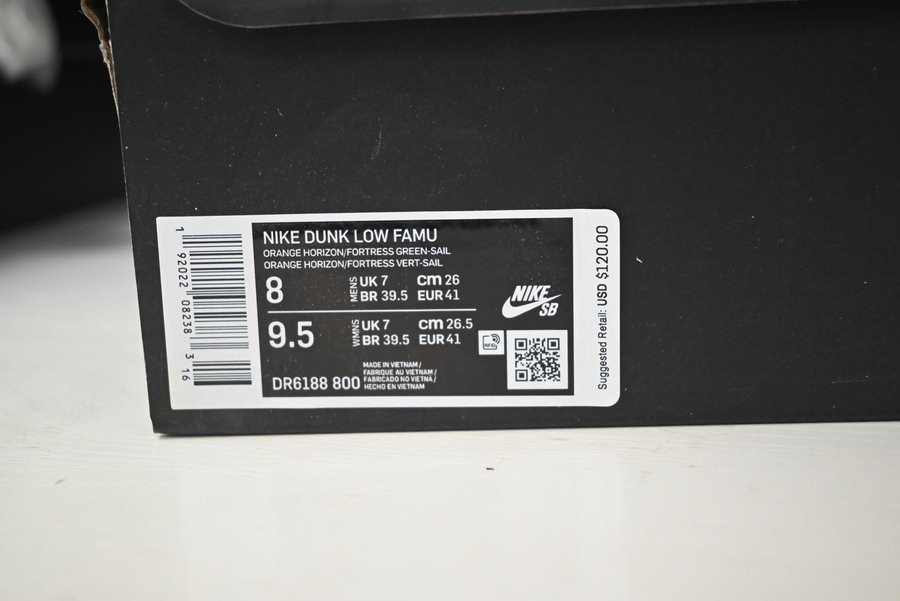 1 92022 08238 3 16
NIKE DUNK LOW FAMU
ORANGE HORIZON/FORTRESS GREEN-SAIL
ORANGE HORIZON/FORTRESS VERT-SAIL
8
MENS
UK 7 cm 26
BR 39.5 EUR 41
9.5
WMNS
UK 7 cm 26.5
BR 39.5 EUR 41
DR6188 800
MADE IN VIETNAM /
FABRIQUE AU VIETNAM /
FABRICADO NO VIETNÃ /
HECHO EN VIETNAM
NIKE
SB
RFID
Suggested Retail: USD $120.00